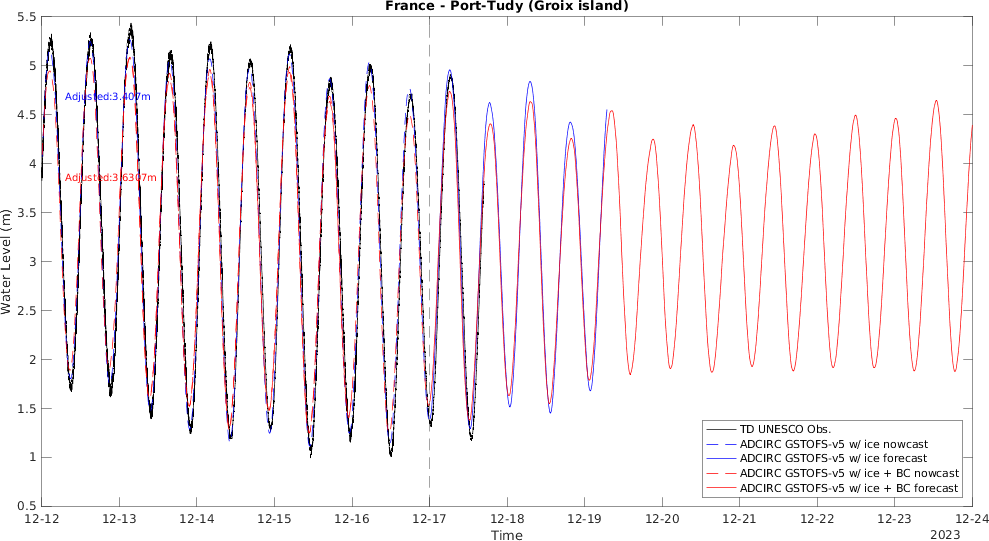 France - Port-Tudy (Groix island)
5.5
5
4.5
4
3.5
3
2.5
2
1.5
1
0.5
Water Level (m)
Adjusted:3.407m
Adjusted:3.6307m
TD UNESCO Obs.
ADCIRC GSTOFS-v5 w/ ice nowcast
ADCIRC GSTOFS-v5 w/ ice forecast
ADCIRC GSTOFS-v5 w/ ice + BC nowcast
ADCIRC GSTOFS-v5 w/ ice + BC forecast
12-12 12-13 12-14 12-15 12-16 12-17 12-18 12-19 12-20 12-21 12-22 12-23 12-24
Time
2023